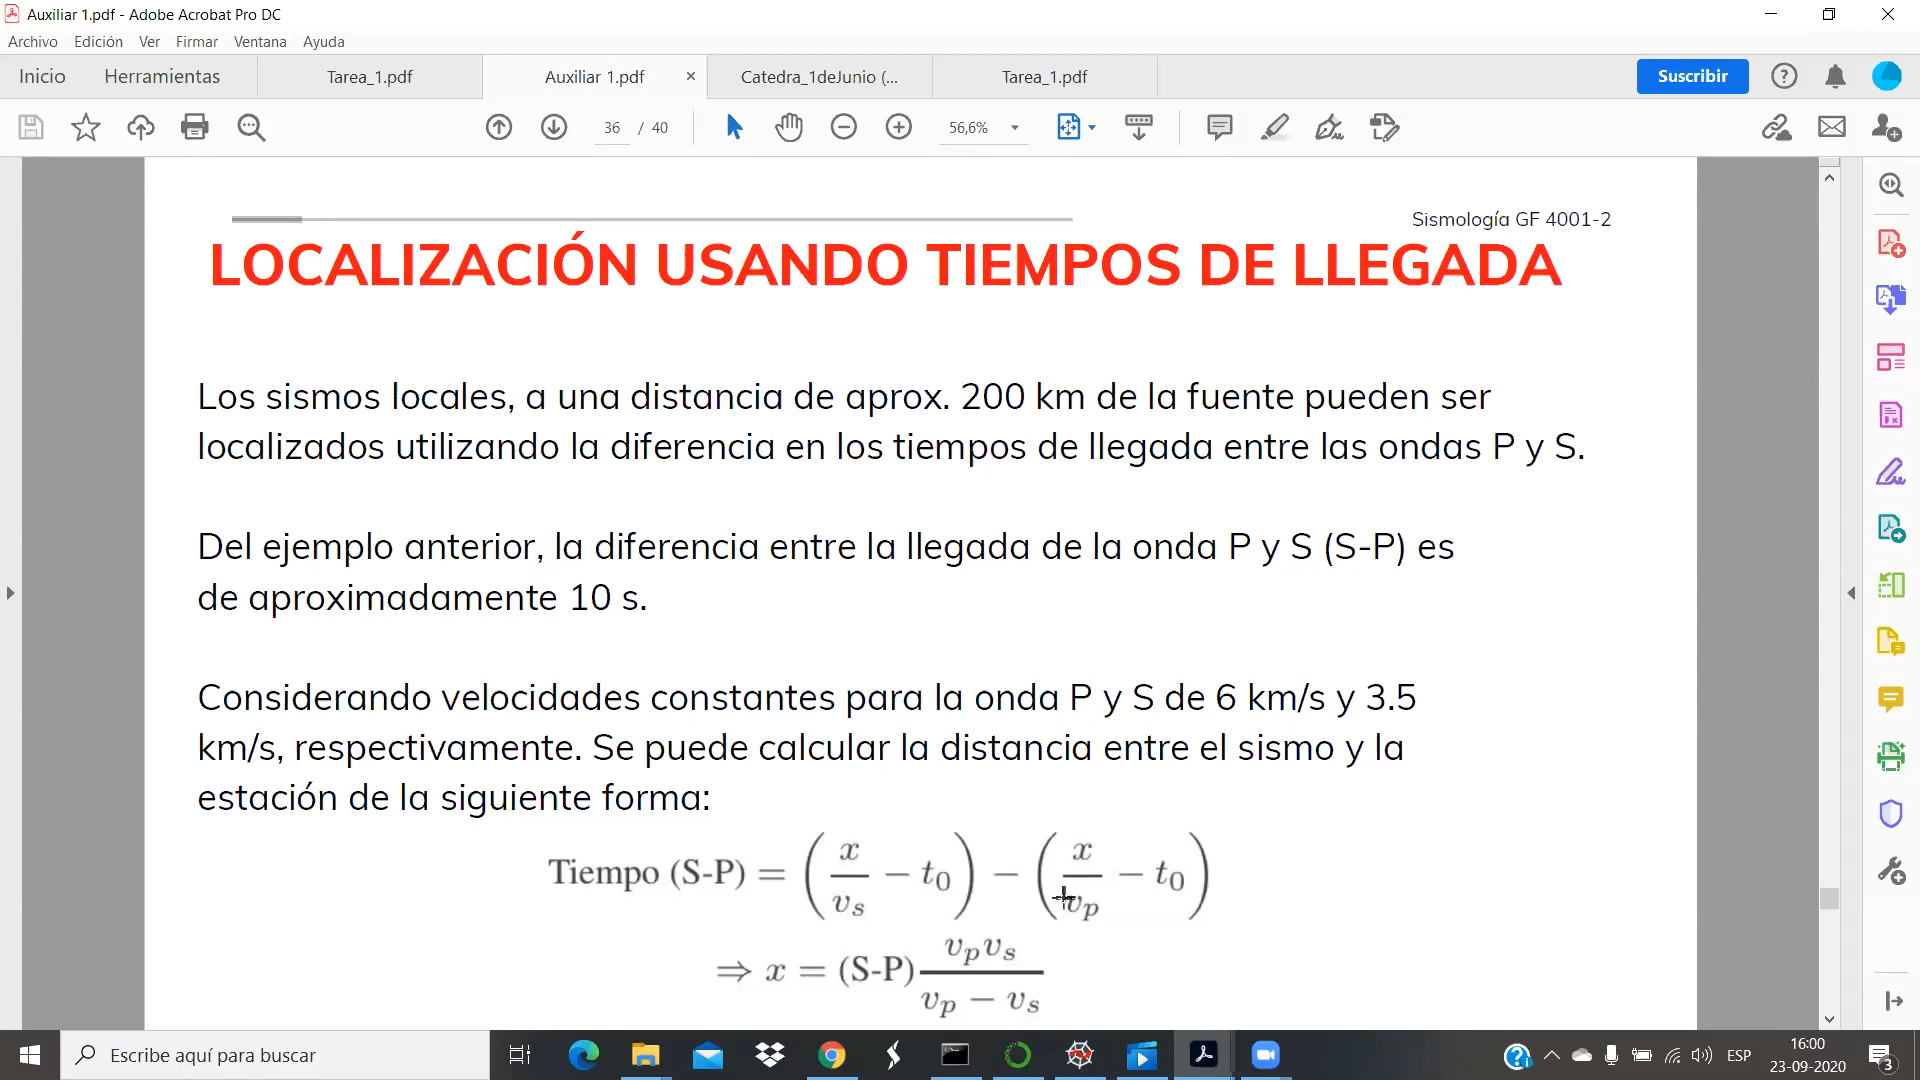 Auxiliar 1.pdf - Adobe Acrobat Pro DC
Archivo Edición Ver Firmar Ventana Ayuda
Inicio Herramientas Tarea_1.pdf Auxiliar 1.pdf × Catedra_1deJunio (... Tarea_1.pdf Suscribir
36 / 40 56,6%
Sismología GF 4001-2
LOCALIZACIÓN USANDO TIEMPOS DE LLEGADA
Los sismos locales, a una distancia de aprox. 200 km de la fuente pueden ser
localizados utilizando la diferencia en los tiempos de llegada entre las ondas P y S.
Del ejemplo anterior, la diferencia entre la llegada de la onda P y S (S-P) es
de aproximadamente 10 s.
Considerando velocidades constantes para la onda P y S de 6 km/s y 3.5
km/s, respectivamente. Se puede calcular la distancia entre el sismo y la
estación de la siguiente forma:
Tiempo (S-P) = (x/v_s − t_0) − (x/v_p − t_0)
⇒ x = (S-P) v_p v_s / (v_p − v_s)
Escribe aquí para buscar
ESP
16:00
23-09-2020
3